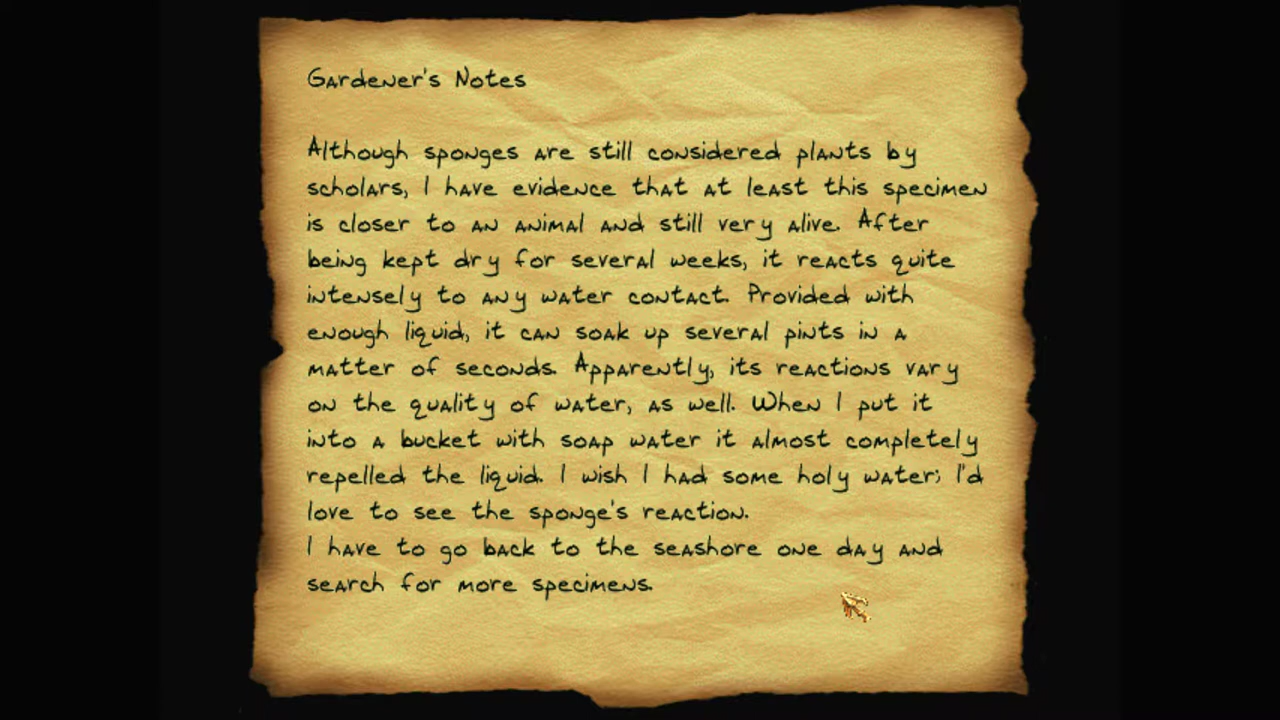 Gardener's Notes
Although sponges are still considered plants by
scholars, I have evidence that at least this specimen
is closer to an animal and still very alive. After
being kept dry for several weeks, it reacts quite
intensely to any water contact. Provided with
enough liquid, it can soak up several pints in a
matter of seconds. Apparently, its reactions vary
on the quality of water, as well. When I put it
into a bucket with soap water it almost completely
repelled the liquid. I wish I had some holy water; I'd
love to see the sponge's reaction.
I have to go back to the seashore one day and
search for more specimens.